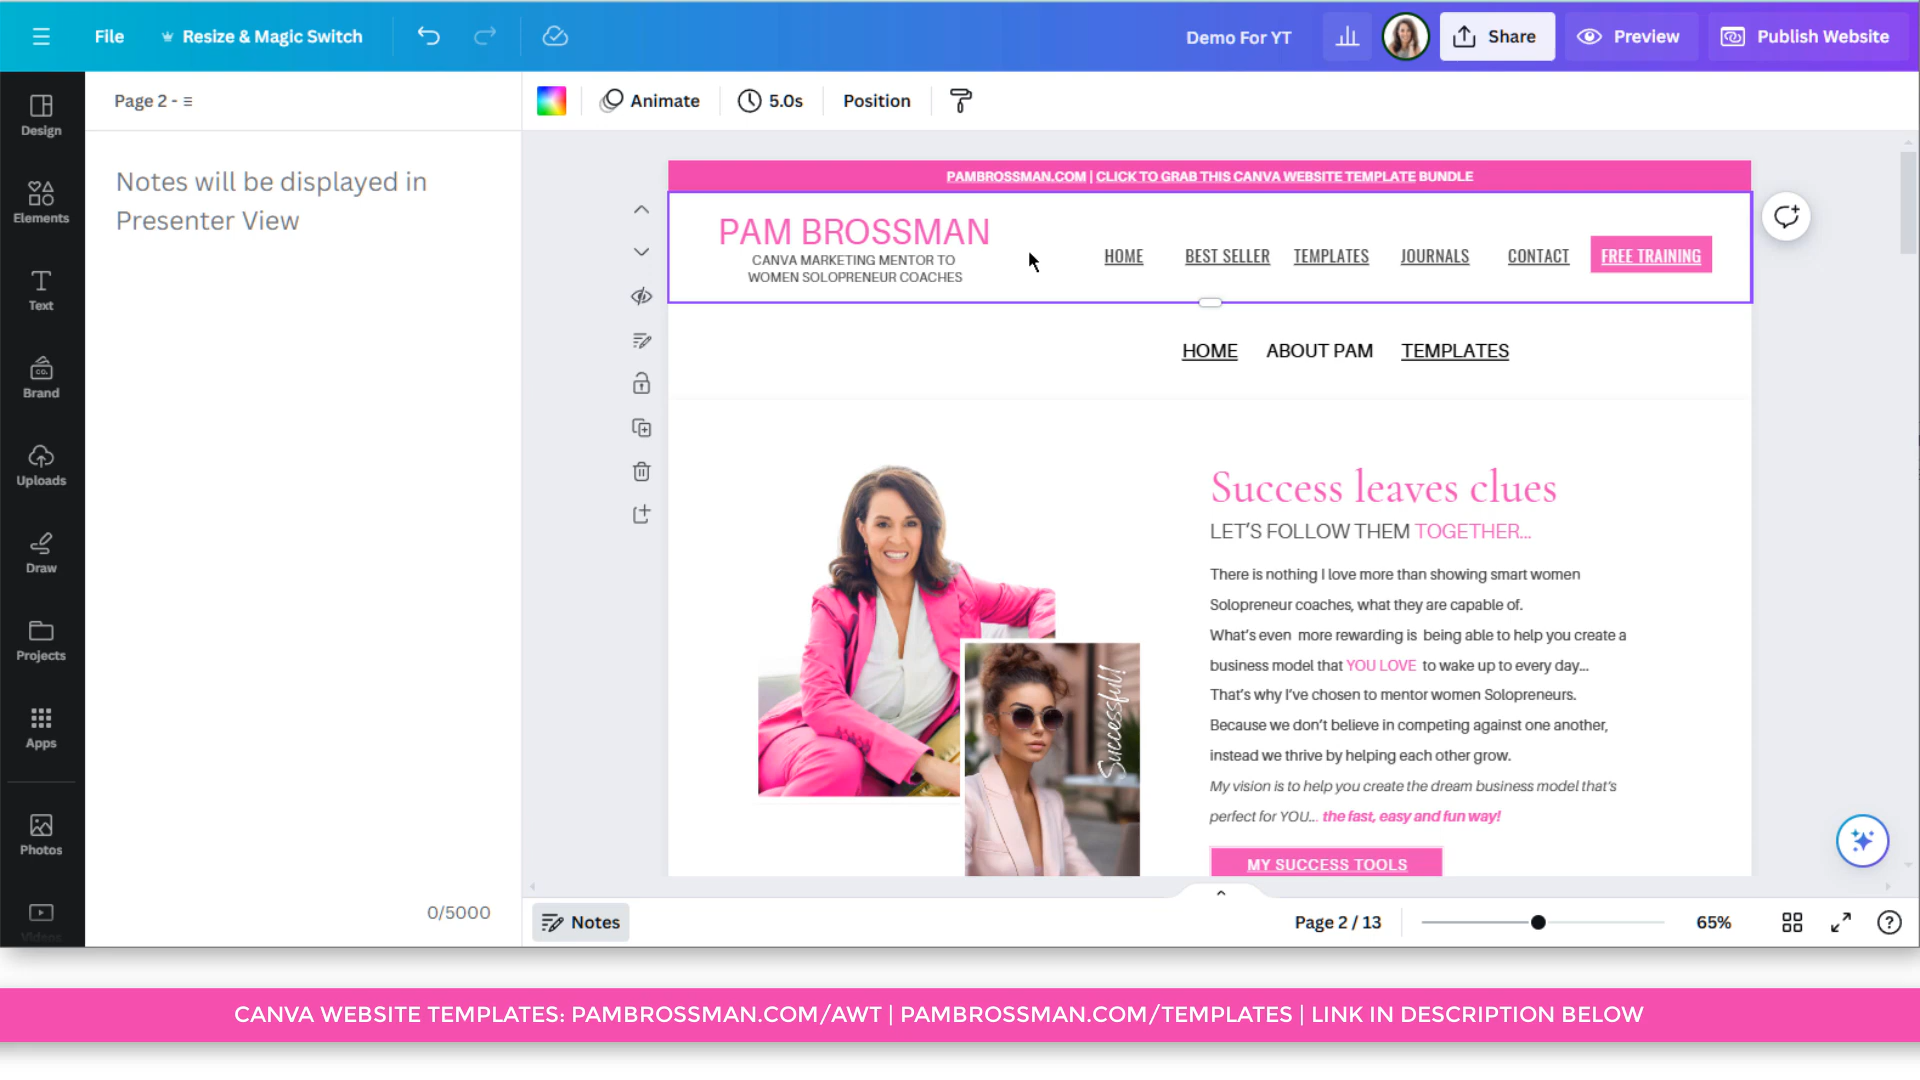 File
Resize & Magic Switch
Demo For YT
Share
Preview
Publish Website
Design
Elements
Text
Brand
CO.
Uploads
Draw
Projects
Apps
Photos
Videos
Page 2 -
Notes will be displayed in
Presenter View
0/5000
Animate
5.0s
Position
PAMBROSSMAN.COM | CLICK TO GRAB THIS CANVA WEBSITE TEMPLATE BUNDLE
PAM BROSSMAN
CANVA MARKETING MENTOR TO
WOMEN SOLOPRENEUR COACHES
HOME BEST SELLER TEMPLATES JOURNALS CONTACT FREE TRAINING
HOME ABOUT PAM TEMPLATES
Successful!
Success leaves clues
LET'S FOLLOW THEM TOGETHER...
There is nothing I love more than showing smart women
Solopreneur coaches, what they are capable of.
What's even more rewarding is being able to help you create a
business model that YOU LOVE to wake up to every day...
That's why I've chosen to mentor women Solopreneurs.
Because we don't believe in competing against one another,
instead we thrive by helping each other grow.
My vision is to help you create the dream business model that's
perfect for YOU... the fast, easy and fun way!
MY SUCCESS TOOLS
Notes
Page 2 / 13
65%
CANVA WEBSITE TEMPLATES: PAMBROSSMAN.COM/AWT | PAMBROSSMAN.COM/TEMPLATES | LINK IN DESCRIPTION BELOW